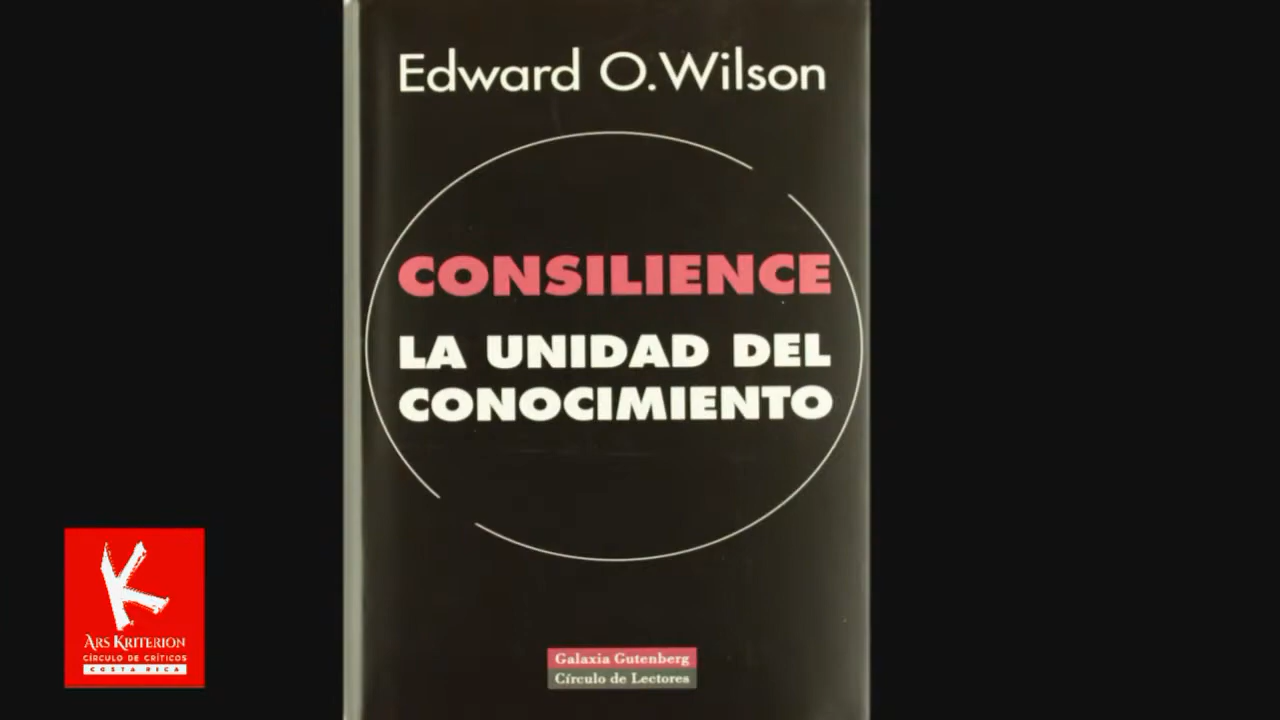 Edward O. Wilson
CONSILIENCE
LA UNIDAD DEL
CONOCIMIENTO
Galaxia Gutenberg
Círculo de Lectores
K
ARS KRITERION
CÍRCULO DE CRÍTICOS
COSTA RICA